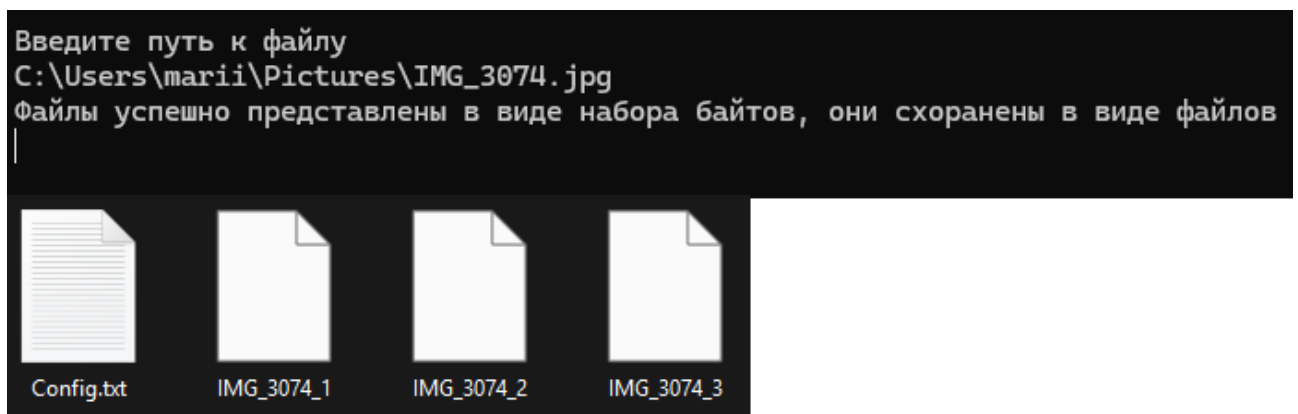 Введите путь к файлу
C:\Users\marii\Pictures\IMG_3074.jpg
Файлы успешно представлены в виде набора байтов, они схоранены в виде файлов
Config.txt IMG_3074_1 IMG_3074_2 IMG_3074_3